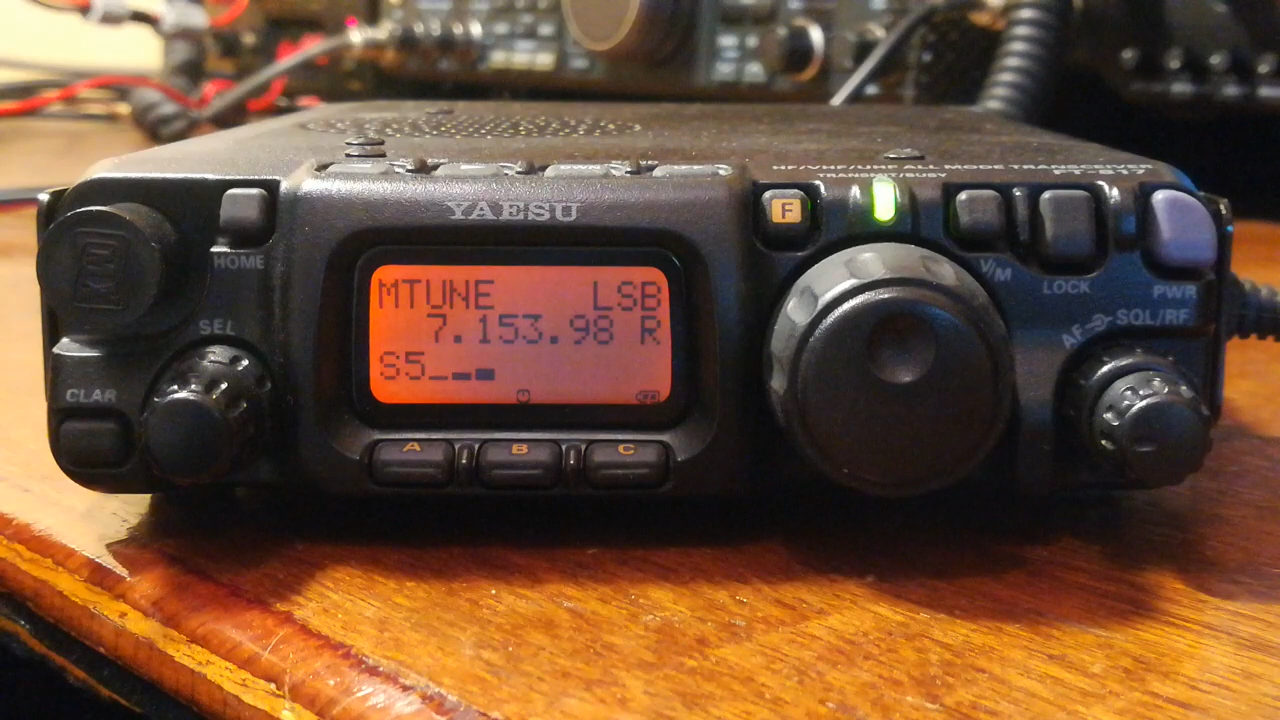 HF/VHF/UHF ALL MODE TRANSCEIVER
FT-817
TRANSMIT/BUSY
YAESU
F
HOME
V/M
LOCK
PWR
MTUNE LSB
7.153.98 R
S5
SEL
AF SQL/RF
CLAR
A B C